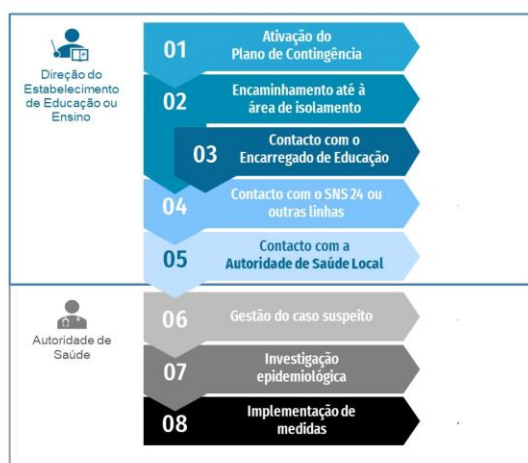 Direção do
Estabelecimento
de Educação ou
Ensino
01
Ativação do
Plano de Contingência
02
Encaminhamento até à
área de isolamento
03
Contacto com o
Encarregado de Educação
04
Contacto com o SNS 24 ou
outras linhas
05
Contacto com a
Autoridade de Saúde Local
Autoridade de
Saúde
06
Gestão do caso suspeito
07
Investigação
epidemiológica
08
Implementação de
medidas